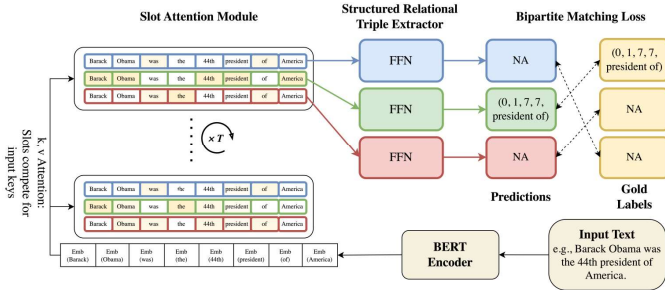 Slot Attention Module
Structured Relational
Triple Extractor
Bipartite Matching Loss
Barack Obama was the 44th president of America
Barack Obama was the 44th president of America
Barack Obama was the 44th president of America
FFN
NA
(0, 1, 7, 7,
president of)
FFN
(0, 1, 7, 7,
president of)
NA
FFN
NA
NA
× T
k, v Attention:
Slots compete for
input keys
Predictions
Gold
Labels
Barack Obama was the 44th president of America
Barack Obama was the 44th president of America
Barack Obama was the 44th president of America
Emb Emb Emb Emb Emb Emb Emb Emb
(Barack) (Obama) (was) (the) (44th) (president) (of) (America)
BERT
Encoder
Input Text
e.g., Barack Obama was
the 44th president of
America.